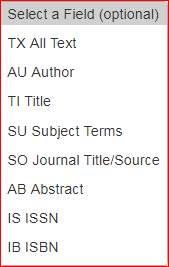 Select a Field (optional)
TX All Text
AU Author
TI Title
SU Subject Terms
SO Journal Title/Source
AB Abstract
IS ISSN
IB ISBN